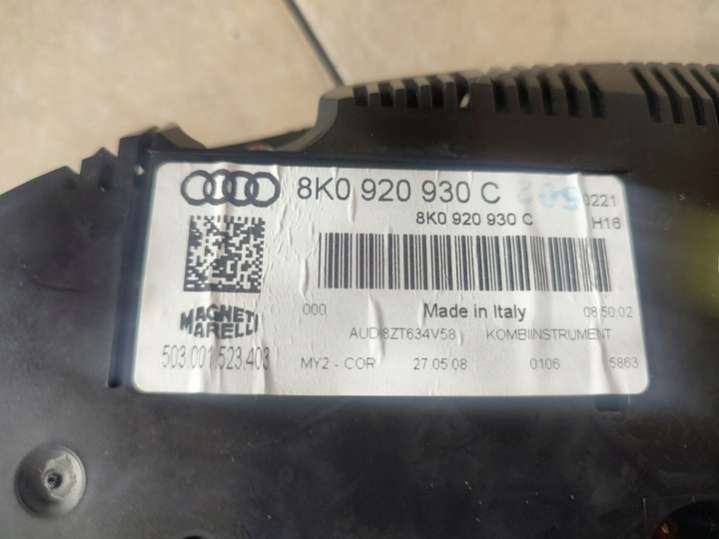 8K0 920 930 C 0221
8K0 920 930 C H16
MAGNETI MARELLI
503.001.523.403
000 Made in Italy 08:50:02
AUDI8ZT634V58 KOMBIINSTRUMENT
MY2 - COR 27 05 08 0106 5863